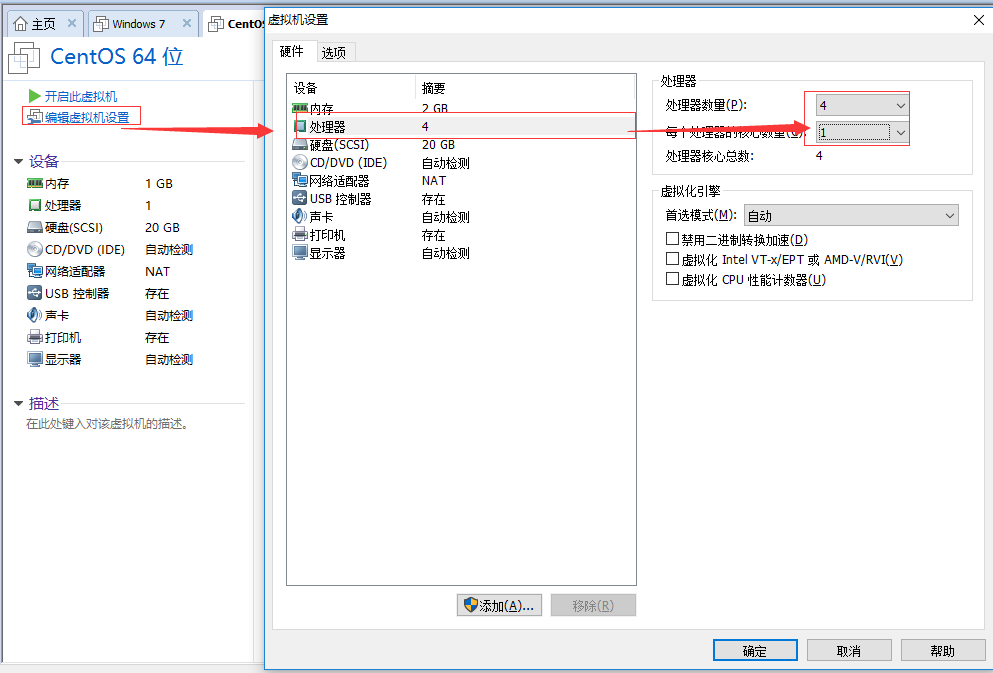 主页
Windows 7
CentOS
CentOS 64 位
开启此虚拟机
编辑虚拟机设置
设备
内存 1 GB
处理器 1
硬盘(SCSI) 20 GB
CD/DVD (IDE) 自动检测
网络适配器 NAT
USB 控制器 存在
声卡 自动检测
打印机 存在
显示器 自动检测
描述
在此处键入对该虚拟机的描述。
虚拟机设置
硬件 选项
设备 摘要
内存 2 GB
处理器 4
硬盘(SCSI) 20 GB
CD/DVD (IDE) 自动检测
网络适配器 NAT
USB 控制器 存在
声卡 自动检测
打印机 存在
显示器 自动检测
添加(A)... 移除(R)
处理器
处理器数量(P): 4
每个处理器的核心数量(C): 1
处理器核心总数: 4
虚拟化引擎
首选模式(M): 自动
禁用二进制转换加速(D)
虚拟化 Intel VT-x/EPT 或 AMD-V/RVI(V)
虚拟化 CPU 性能计数器(U)
确定 取消 帮助